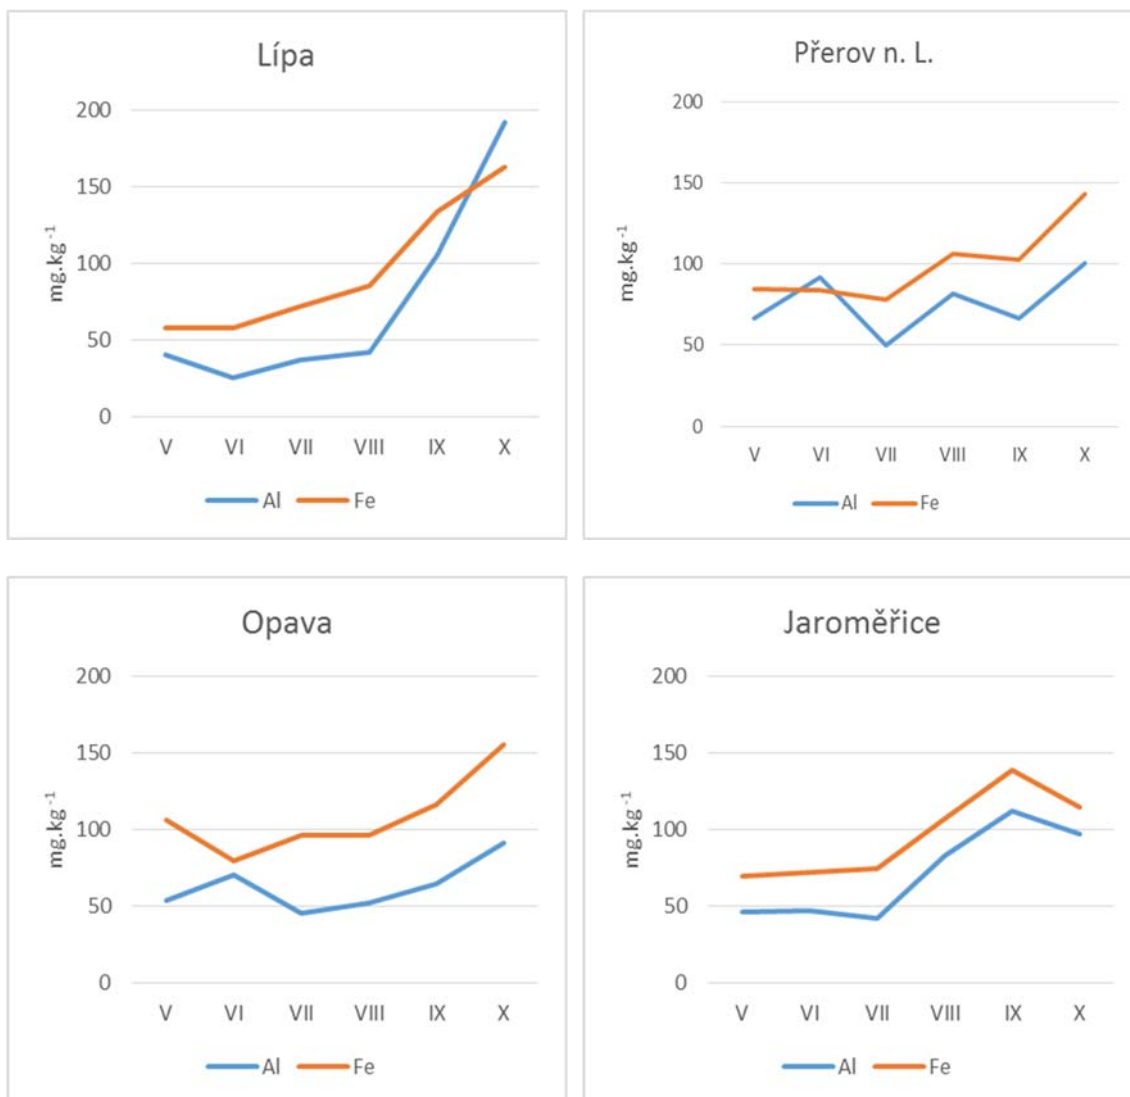 Lípa
200
150
100
50
0
mg.kg⁻¹
V VI VII VIII IX X
Al Fe
Přerov n. L.
200
150
100
50
0
mg.kg⁻¹
V VI VII VIII IX X
Al Fe
Opava
200
150
100
50
0
mg.kg⁻¹
V VI VII VIII IX X
Al Fe
Jaroměřice
200
150
100
50
0
mg.kg⁻¹
V VI VII VIII IX X
Al Fe